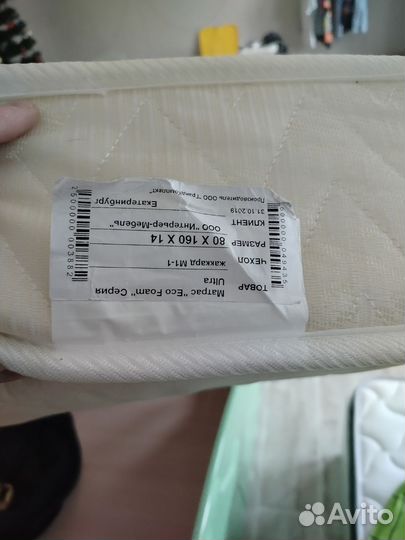 ТОВАР Матрас "Eco Foam" Серия
Ultra
ЧЕХОЛ жаккард М1-1
РАЗМЕР 80 X 160 X 14
КЛИЕНТ ООО "Интерьер-Мебель"
31.10.2019 Екатеринбург
Производитель ООО
Avito